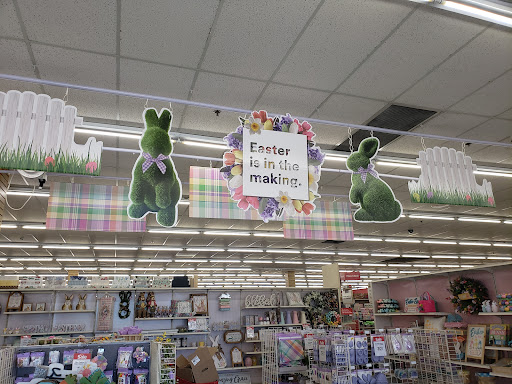 Easter
is in the
making.